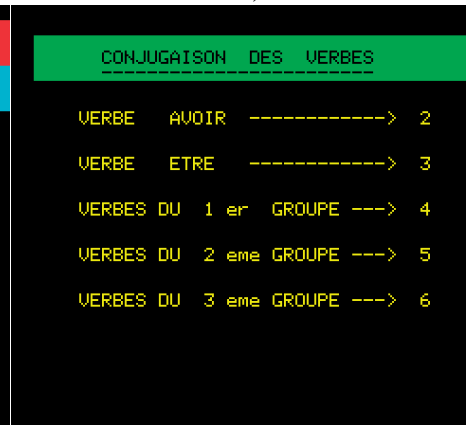 CONJUGAISON DES VERBES
VERBE AVOIR ------------> 2
VERBE ETRE ------------> 3
VERBES DU 1 er GROUPE ---> 4
VERBES DU 2 eme GROUPE ---> 5
VERBES DU 3 eme GROUPE ---> 6